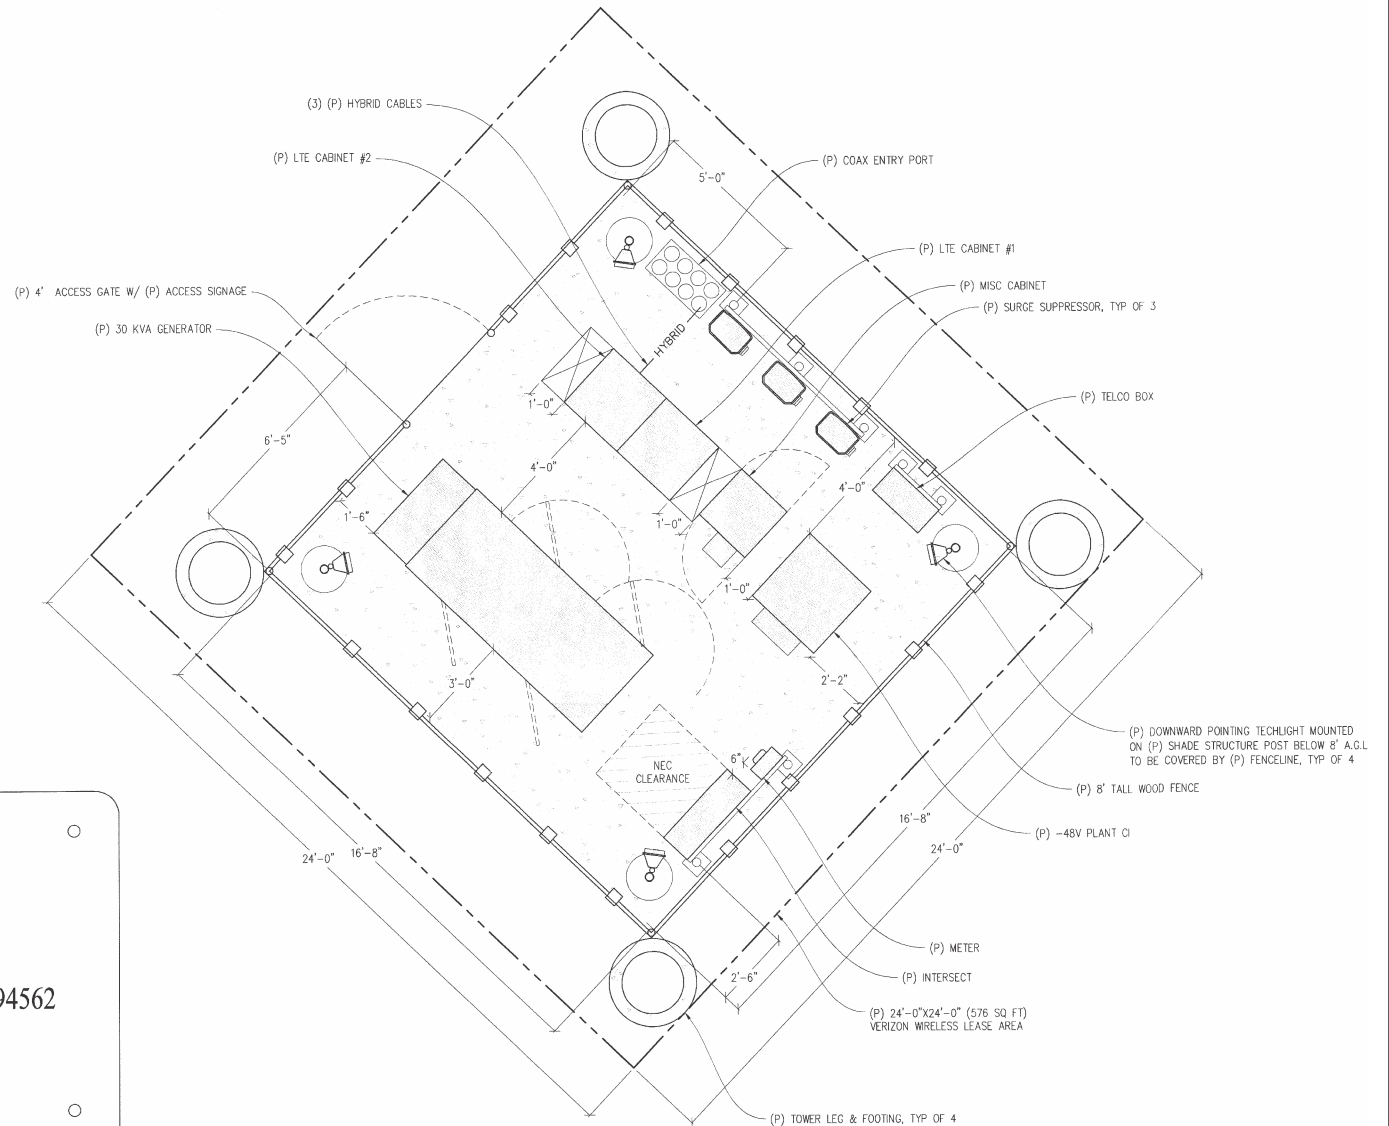 (3) (P) HYBRID CABLES
(P) LTE CABINET #2
(P) COAX ENTRY PORT
5'-0"
(P) LTE CABINET #1
(P) MISC CABINET
(P) 4' ACCESS GATE W/ (P) ACCESS SIGNAGE
(P) SURGE SUPPRESSOR, TYP OF 3
(P) 30 KVA GENERATOR
HYBRID
(P) TELCO BOX
1'-0"
6'-5"
4'-0"
4'-0"
1'-6"
1'-0"
1'-0"
3'-0"
2'-2"
(P) DOWNWARD POINTING TECHLIGHT MOUNTED
ON (P) SHADE STRUCTURE POST BELOW 8' A.G.L
TO BE COVERED BY (P) FENCELINE, TYP OF 4
6"
NEC
CLEARANCE
(P) 8' TALL WOOD FENCE
16'-8"
(P) -48V PLANT CI
24'-0"
16'-8"
24'-0"
(P) METER
2'-6"
(P) INTERSECT
94562
(P) 24'-0"X24'-0" (576 SQ FT)
VERIZON WIRELESS LEASE AREA
(P) TOWER LEG & FOOTING, TYP OF 4